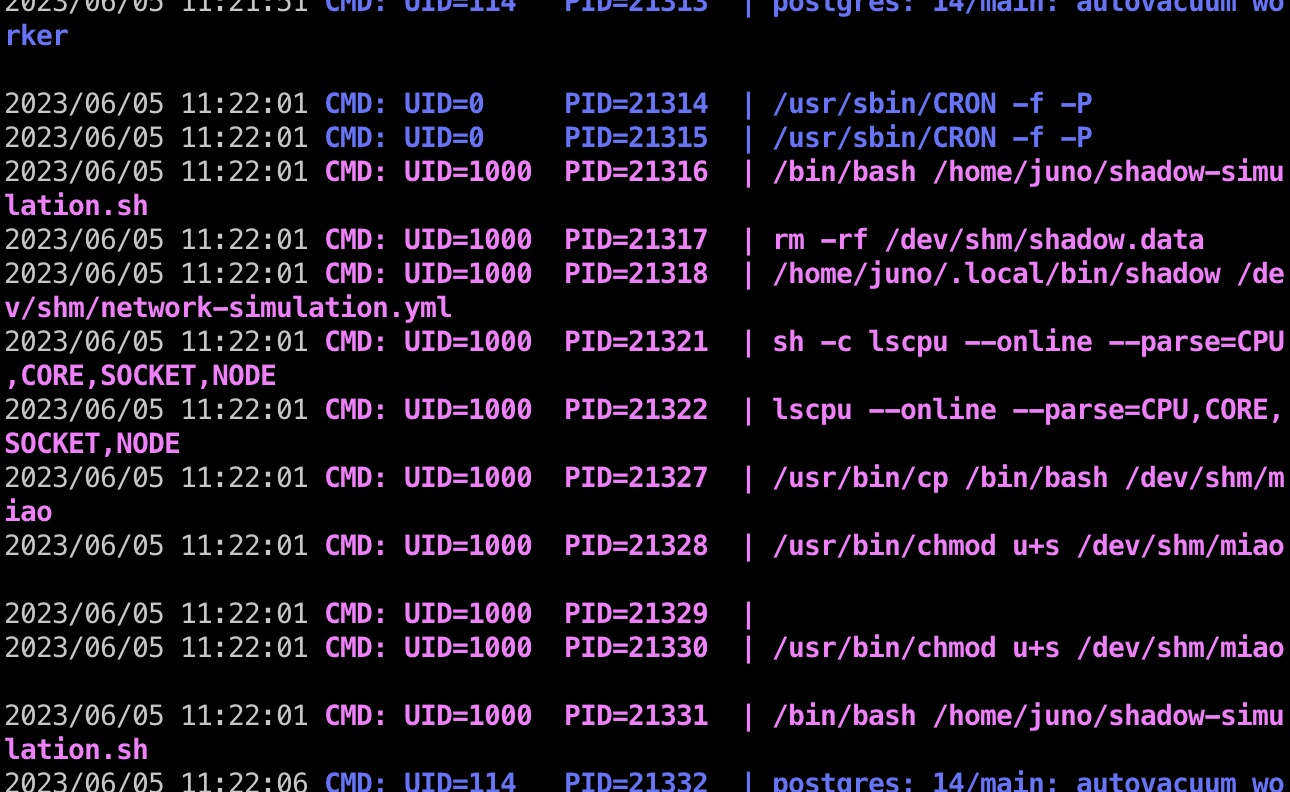 2023/06/05 11:21:51 CMD: UID=114   PID=21313  | postgres: 14/main: autovacuum wo
rker
2023/06/05 11:22:01 CMD: UID=0     PID=21314  | /usr/sbin/CRON -f -P
2023/06/05 11:22:01 CMD: UID=0     PID=21315  | /usr/sbin/CRON -f -P
2023/06/05 11:22:01 CMD: UID=1000  PID=21316  | /bin/bash /home/juno/shadow-simu
lation.sh
2023/06/05 11:22:01 CMD: UID=1000  PID=21317  | rm -rf /dev/shm/shadow.data
2023/06/05 11:22:01 CMD: UID=1000  PID=21318  | /home/juno/.local/bin/shadow /de
v/shm/network-simulation.yml
2023/06/05 11:22:01 CMD: UID=1000  PID=21321  | sh -c lscpu --online --parse=CPU
,CORE,SOCKET,NODE
2023/06/05 11:22:01 CMD: UID=1000  PID=21322  | lscpu --online --parse=CPU,CORE,
SOCKET,NODE
2023/06/05 11:22:01 CMD: UID=1000  PID=21327  | /usr/bin/cp /bin/bash /dev/shm/m
iao
2023/06/05 11:22:01 CMD: UID=1000  PID=21328  | /usr/bin/chmod u+s /dev/shm/miao
2023/06/05 11:22:01 CMD: UID=1000  PID=21329  |
2023/06/05 11:22:01 CMD: UID=1000  PID=21330  | /usr/bin/chmod u+s /dev/shm/miao
2023/06/05 11:22:01 CMD: UID=1000  PID=21331  | /bin/bash /home/juno/shadow-simu
lation.sh
2023/06/05 11:22:06 CMD: UID=114   PID=21332  | postgres: 14/main: autovacuum wo